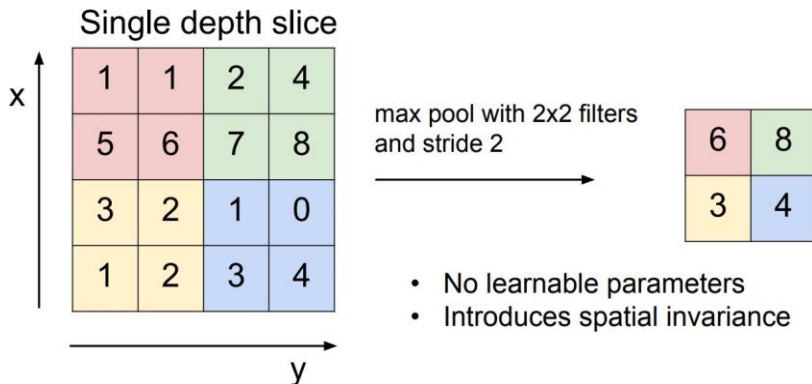 Single depth slice
x
1 1 2 4
5 6 7 8
3 2 1 0
1 2 3 4
y
max pool with 2x2 filters
and stride 2
6 8
3 4
• No learnable parameters
• Introduces spatial invariance